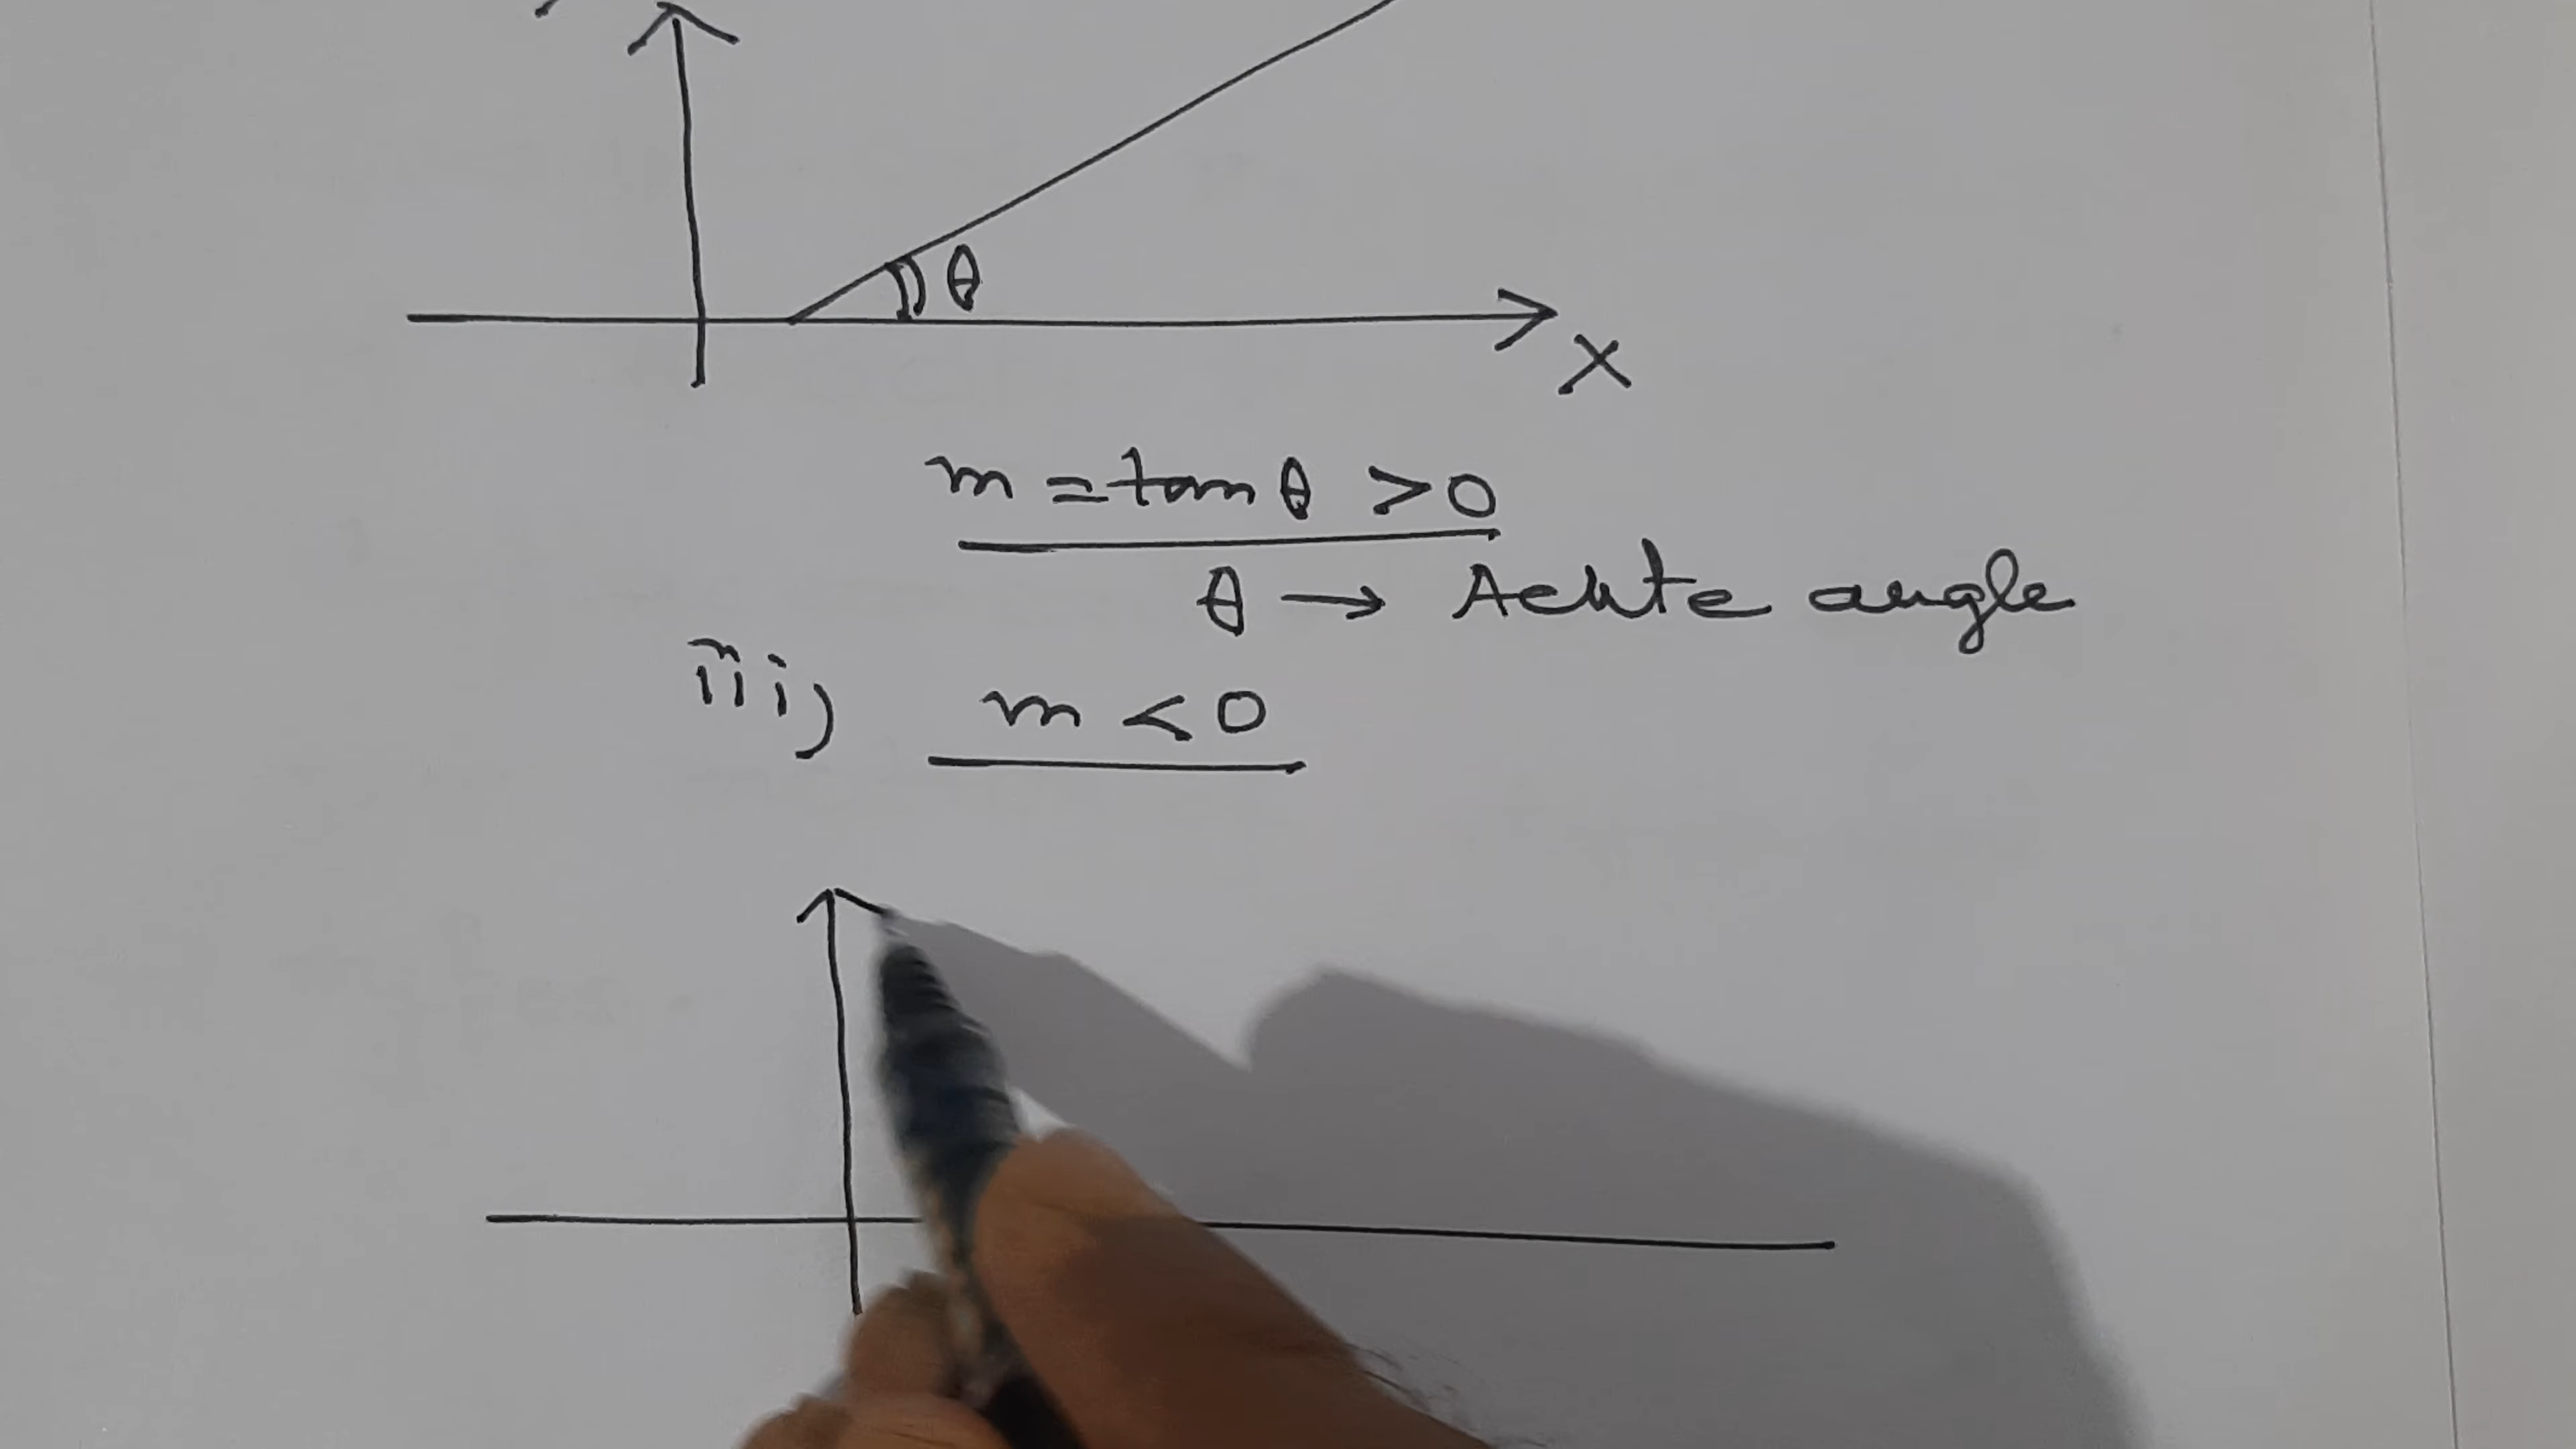 θ
X
m = tan θ > 0
θ → Acute angle
iii) m < 0